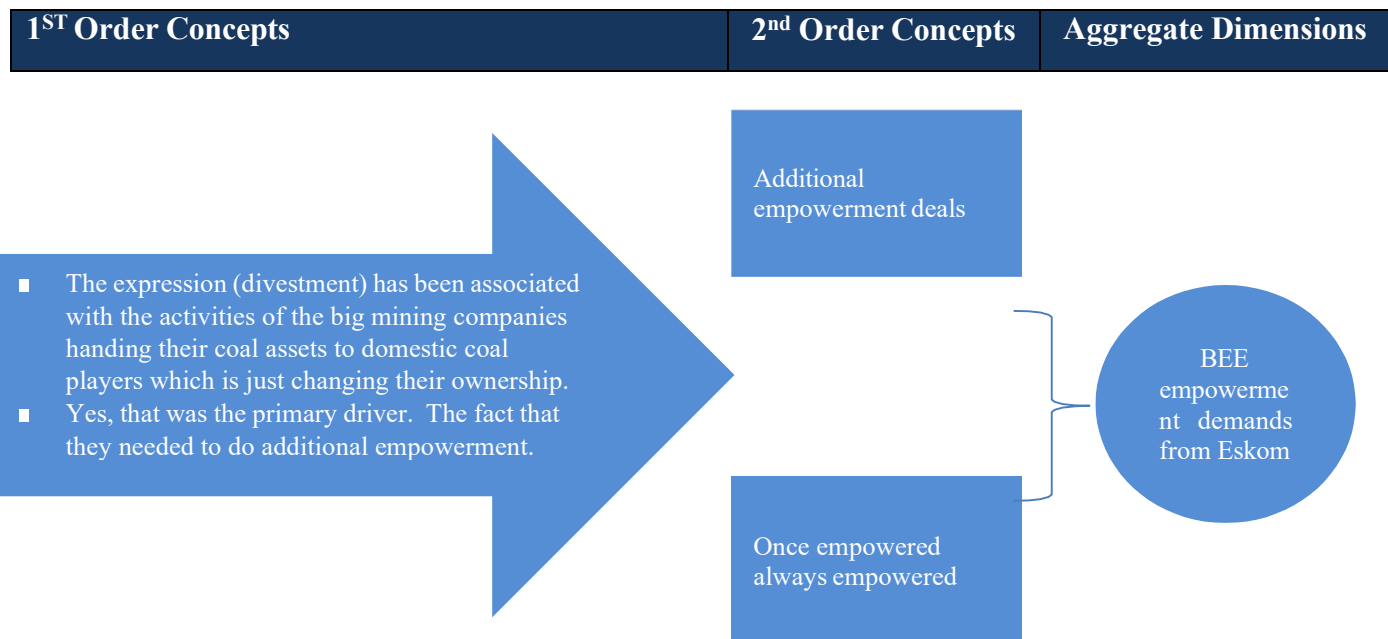 1ST Order Concepts
2nd Order Concepts
Aggregate Dimensions
Additional
empowerment deals
The expression (divestment) has been associated
with the activities of the big mining companies
handing their coal assets to domestic coal
players which is just changing their ownership.
Yes, that was the primary driver. The fact that
they needed to do additional empowerment.
BEE
empowerme
nt demands
from Eskom
Once empowered
always empowered